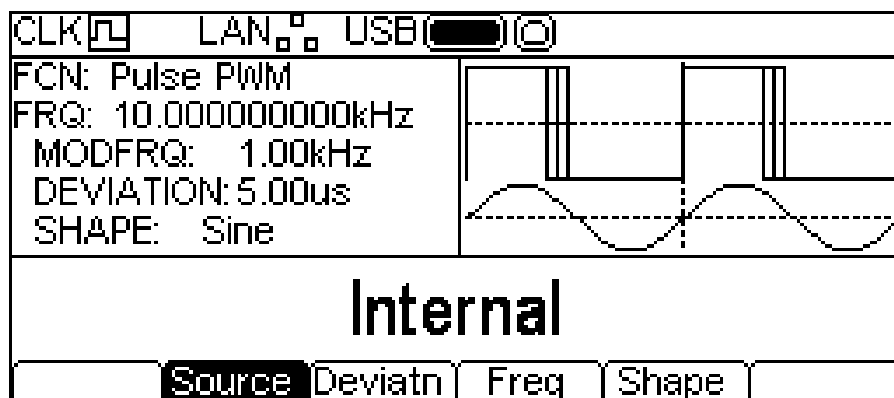 CLK LAN USB
FCN: Pulse PWM
FRQ: 10.000000000kHz
MODFRQ: 1.00kHz
DEVIATION: 5.00us
SHAPE: Sine
Internal
Source Deviatn Freq Shape